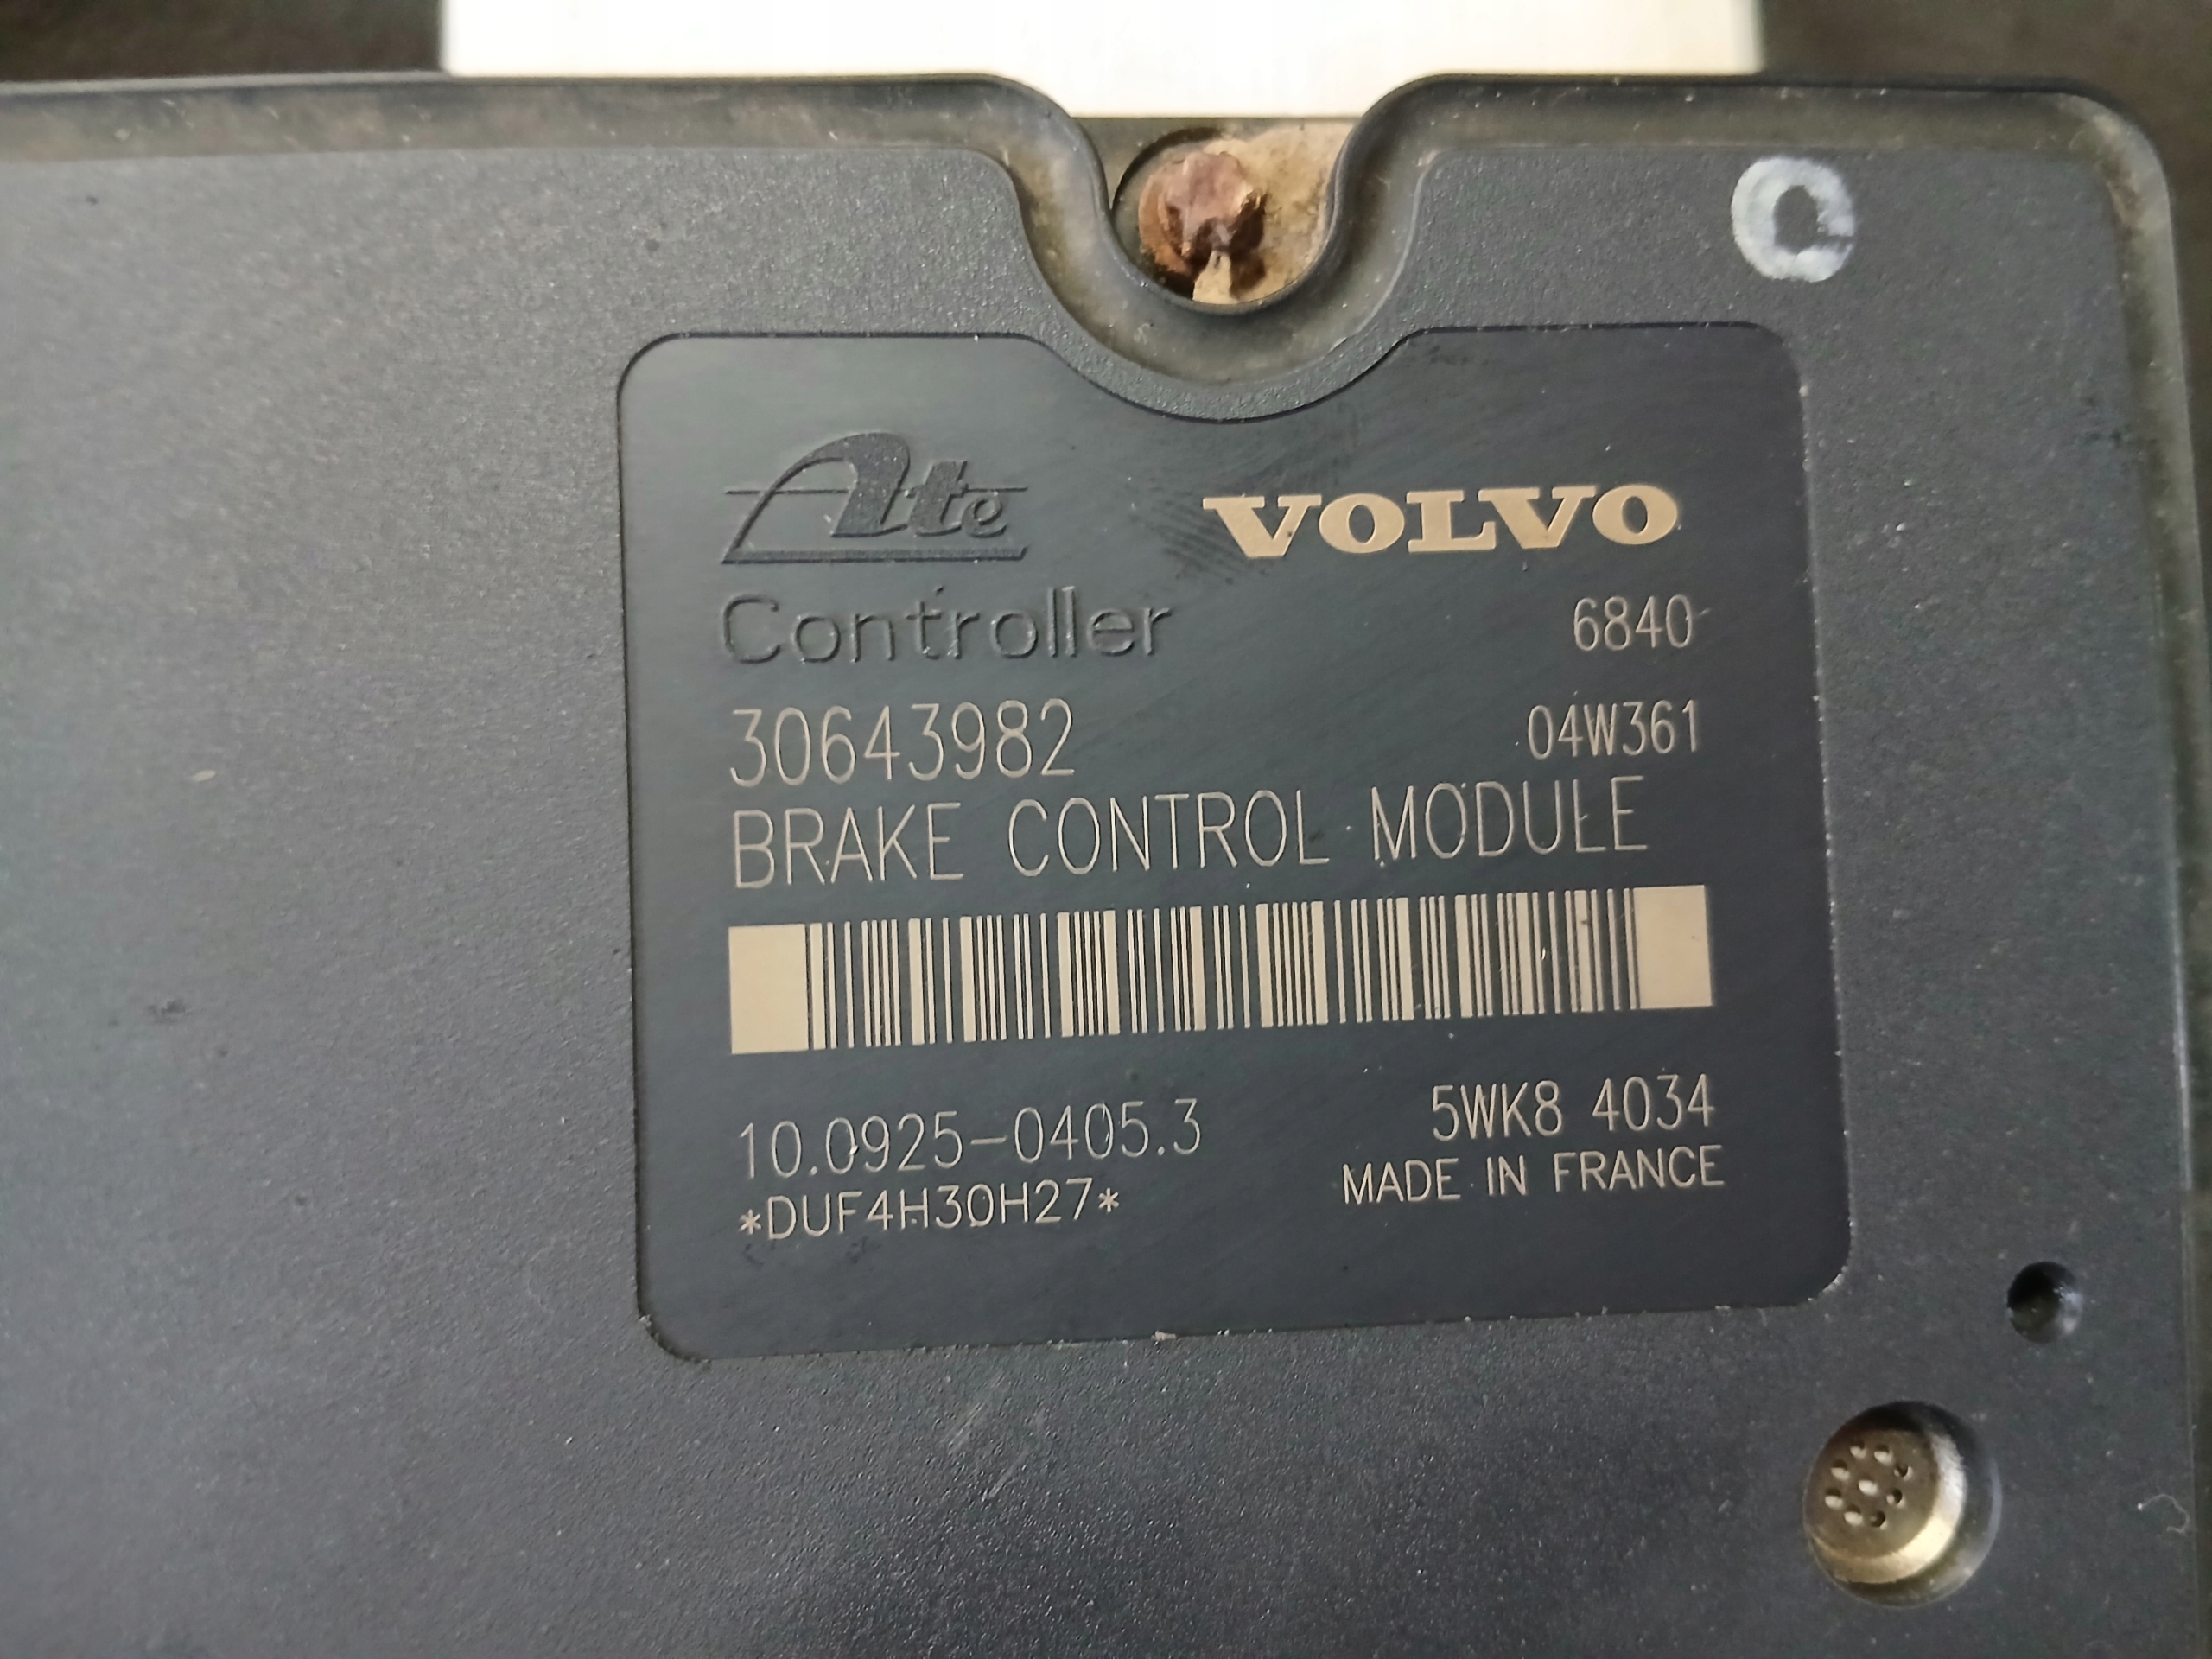 Ate VOLVO
Controller 6840
30643982 04W361
BRAKE CONTROL MODULE
10.0925-0405.3 5WK8 4034
*DUF4H30H27* MADE IN FRANCE